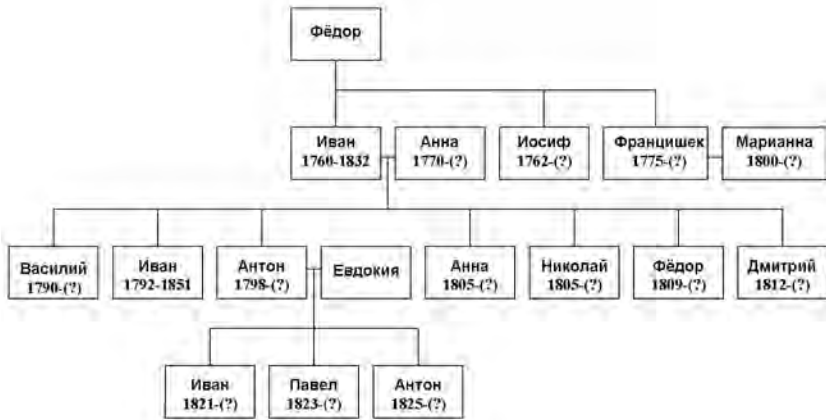 Фёдор
Иван
1760-1832
Анна
1770-(?)
Иосиф
1762-(?)
Францишек
1775-(?)
Марианна
1800-(?)
Василий
1790-(?)
Иван
1792-1851
Антон
1798-(?)
Евдокия
Анна
1805-(?)
Николай
1805-(?)
Фёдор
1809-(?)
Дмитрий
1812-(?)
Иван
1821-(?)
Павел
1823-(?)
Антон
1825-(?)